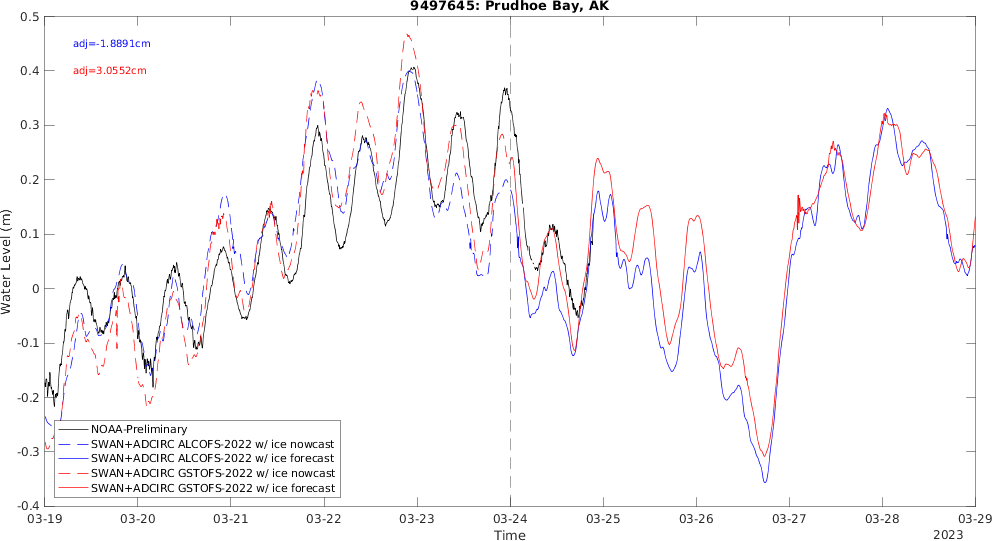 9497645: Prudhoe Bay, AK
adj=-1.8891cm
adj=3.0552cm
Water Level (m)
0.5
0.4
0.3
0.2
0.1
0
-0.1
-0.2
-0.3
-0.4
NOAA-Preliminary
SWAN+ADCIRC ALCOFS-2022 w/ ice nowcast
SWAN+ADCIRC ALCOFS-2022 w/ ice forecast
SWAN+ADCIRC GSTOFS-2022 w/ ice nowcast
SWAN+ADCIRC GSTOFS-2022 w/ ice forecast
03-19 03-20 03-21 03-22 03-23 03-24 03-25 03-26 03-27 03-28 03-29
Time
2023